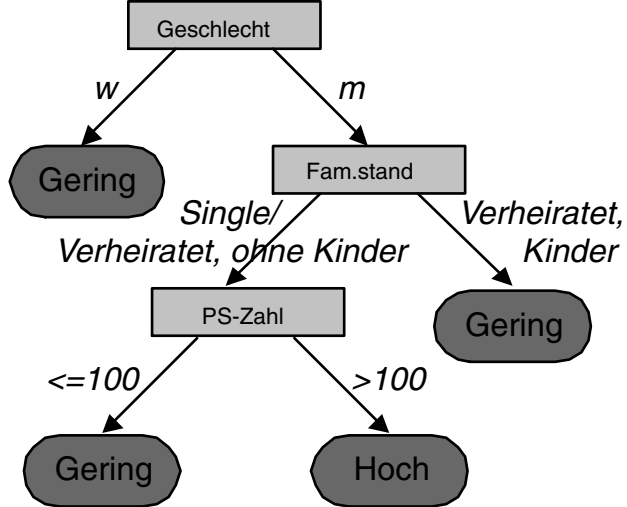 Geschlecht
w
m
Gering
Fam.stand
Single/
Verheiratet, ohne Kinder
Verheiratet,
Kinder
PS-Zahl
Gering
<=100
>100
Gering
Hoch